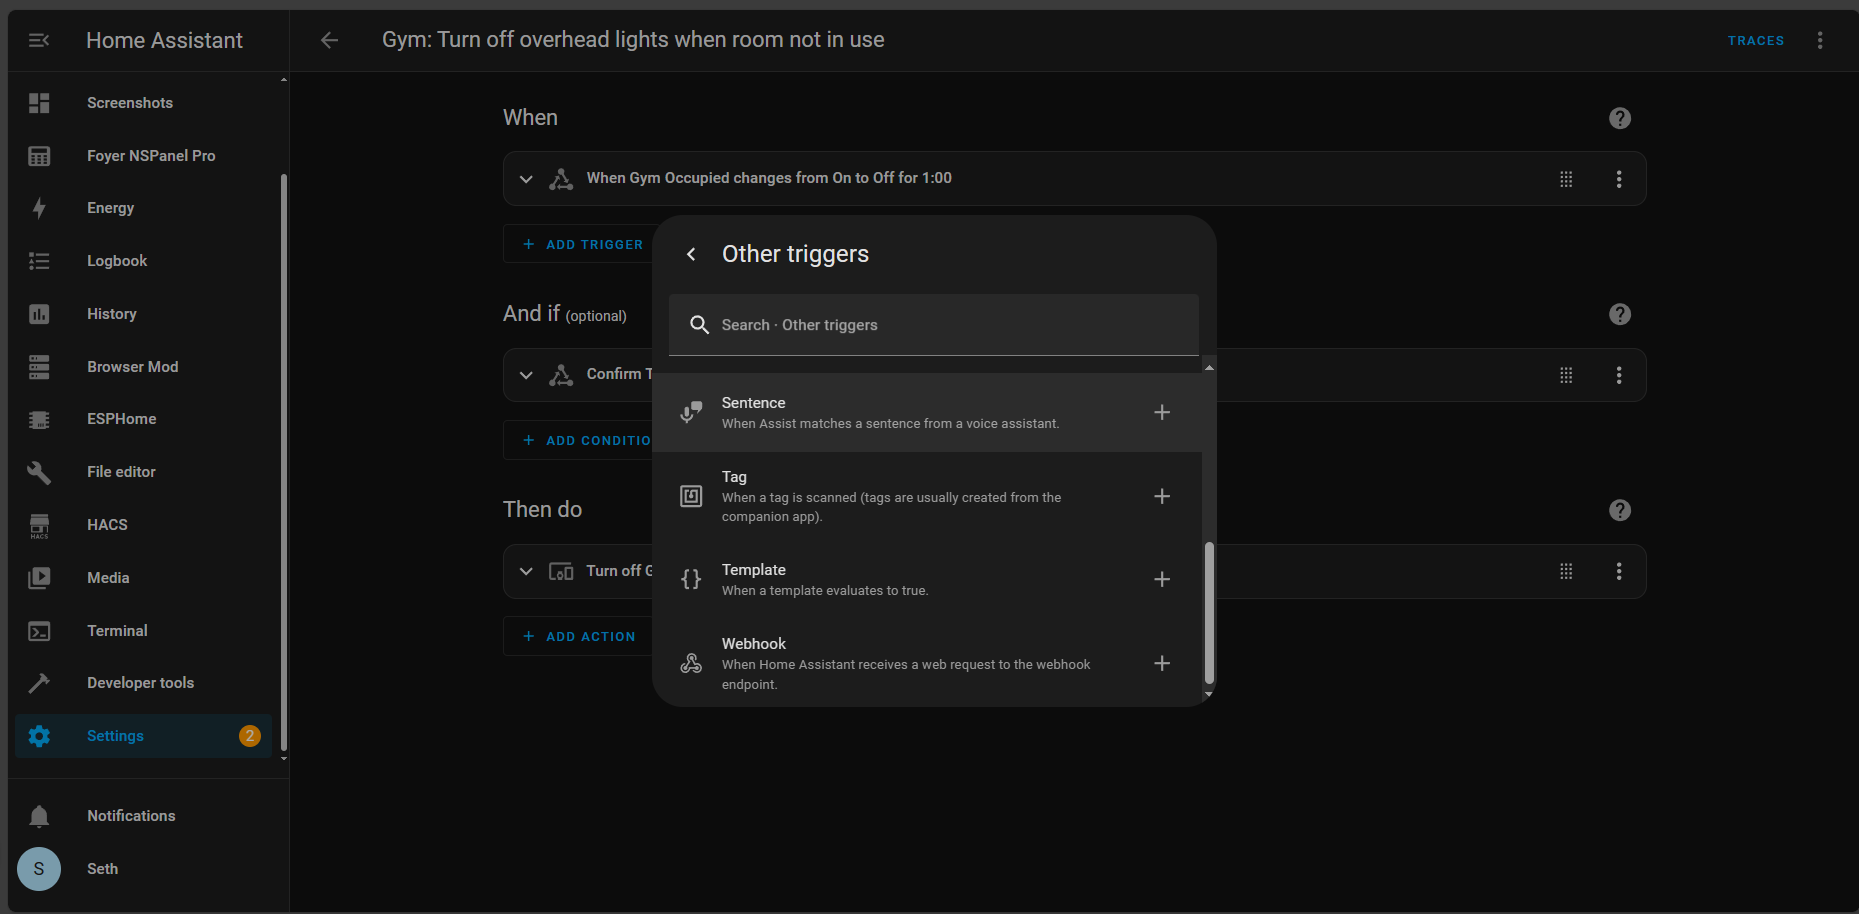 Home Assistant
Gym: Turn off overhead lights when room not in use
TRACES
Screenshots
Foyer NSPanel Pro
Energy
Logbook
History
Browser Mod
ESPHome
File editor
HACS
HACS
Media
Terminal
Developer tools
Settings
2
Notifications
S
Seth
When
When Gym Occupied changes from On to Off for 1:00
ADD TRIGGER
And if (optional)
Confirm T
ADD CONDITIO
Then do
Turn off G
ADD ACTION
Other triggers
Search · Other triggers
Sentence
When Assist matches a sentence from a voice assistant.
Tag
When a tag is scanned (tags are usually created from the
companion app).
Template
When a template evaluates to true.
Webhook
When Home Assistant receives a web request to the webhook
endpoint.